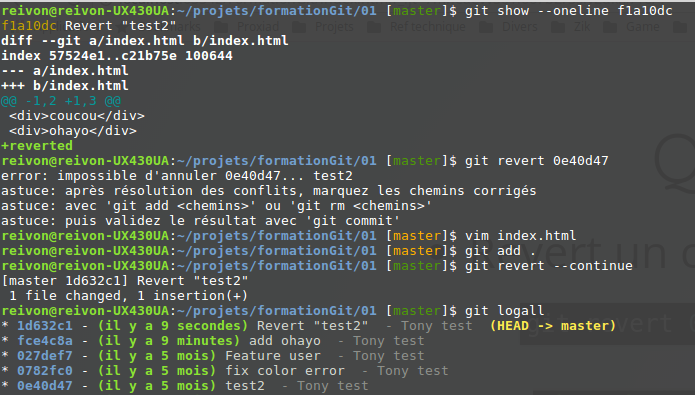 reivon@reivon-UX430UA:~/projets/formationGit/01 [master]$ git show --oneline f1a10dc
f1a10dc Revert "test2"
diff --git a/index.html b/index.html
index 57524e1..c21b75e 100644
--- a/index.html
+++ b/index.html
@@ -1,2 +1,3 @@
 <div>coucou</div>
 <div>ohayo</div>
+reverted
reivon@reivon-UX430UA:~/projets/formationGit/01 [master]$ git revert 0e40d47
error: impossible d'annuler 0e40d47... test2
astuce: après résolution des conflits, marquez les chemins corrigés
astuce: avec 'git add <chemins>' ou 'git rm <chemins>'
astuce: puis validez le résultat avec 'git commit'
reivon@reivon-UX430UA:~/projets/formationGit/01 [master]$ vim index.html
reivon@reivon-UX430UA:~/projets/formationGit/01 [master]$ git add .
reivon@reivon-UX430UA:~/projets/formationGit/01 [master]$ git revert --continue
[master 1d632c1] Revert "test2"
 1 file changed, 1 insertion(+)
reivon@reivon-UX430UA:~/projets/formationGit/01 [master]$ git logall
* 1d632c1 - (il y a 9 secondes) Revert "test2" - Tony test (HEAD -> master)
* fce4c8a - (il y a 9 minutes) add ohayo - Tony test
* 027def7 - (il y a 5 mois) Feature user - Tony test
* 0782fc0 - (il y a 5 mois) fix color error - Tony test
* 0e40d47 - (il y a 5 mois) test2 - Tony test